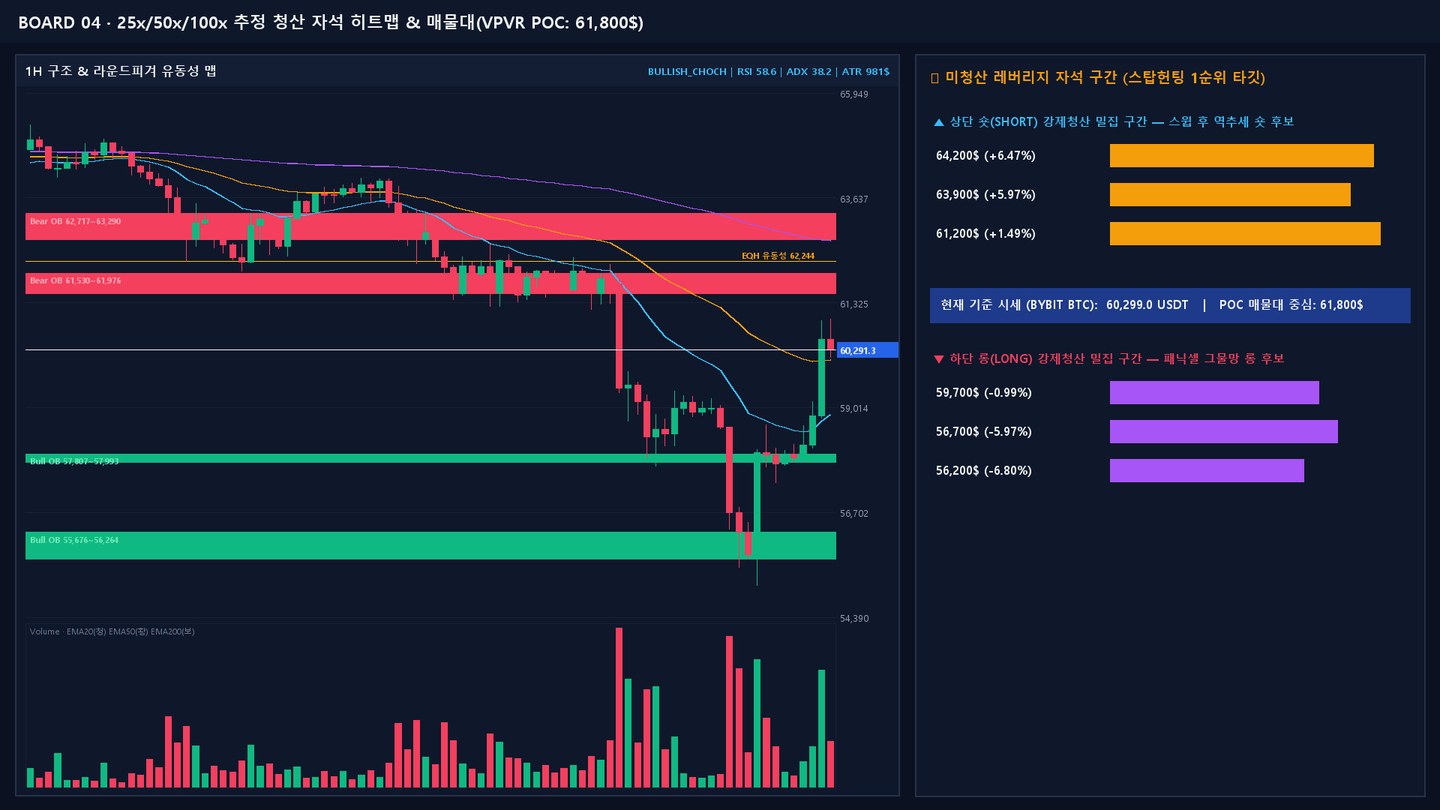 BOARD 04 · 25x/50x/100x 추정 청산 자석 히트맵 & 매물대(VPVR POC: 61,800$)
1H 구조 & 라운드피겨 유동성 맵
BULLISH_CHOCH | RSI 58.6 | ADX 38.2 | ATR 981$
65,949
63,637
Bear OB 62,717~63,290
EQH 유동성 62,244
Bear OB 61,530~61,976
61,325
60,291.3
59,014
Bull OB 57,807~57,993
56,702
Bull OB 55,676~56,264
54,390
Volume · EMA20(청) EMA50(황) EMA200(보)
미청산 레버리지 자석 구간 (스탑헌팅 1순위 타깃)
▲ 상단 숏(SHORT) 강제청산 밀집 구간 — 스윕 후 역추세 숏 후보
64,200$ (+6.47%)
63,900$ (+5.97%)
61,200$ (+1.49%)
현재 기준 시세 (BYBIT BTC): 60,299.0 USDT | POC 매물대 중심: 61,800$
▼ 하단 롱(LONG) 강제청산 밀집 구간 — 패닉셀 그물망 롱 후보
59,700$ (-0.99%)
56,700$ (-5.97%)
56,200$ (-6.80%)